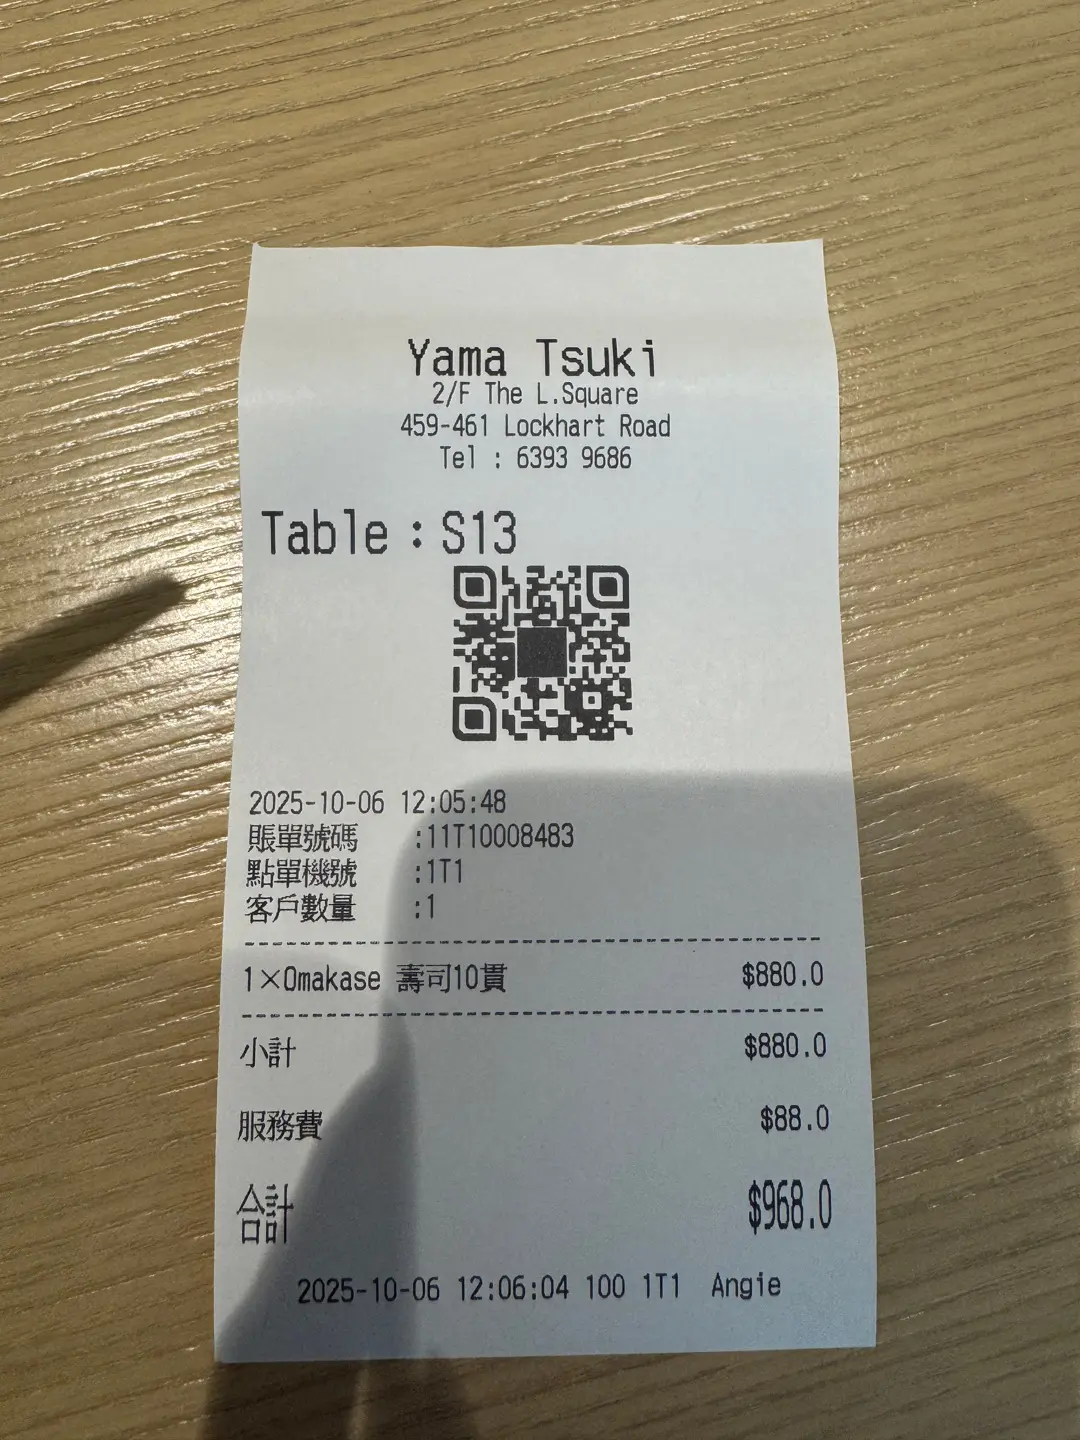 Yama Tsuki
2/F The L.Square
459-461 Lockhart Road
Tel : 6393 9686
Table : S13
2025-10-06 12:05:48
賬單號碼 :11T10008483
點單機號 :1T1
客戶數量 :1
1×Omakase 壽司10貫 $880.0
小計 $880.0
服務費 $88.0
合計 $968.0
2025-10-06 12:06:04 100 1T1 Angie